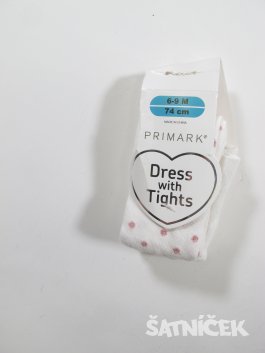 6-9 M
74 cm
PRIMARK®
Dress
with
Tights
ŠATNÍČEK